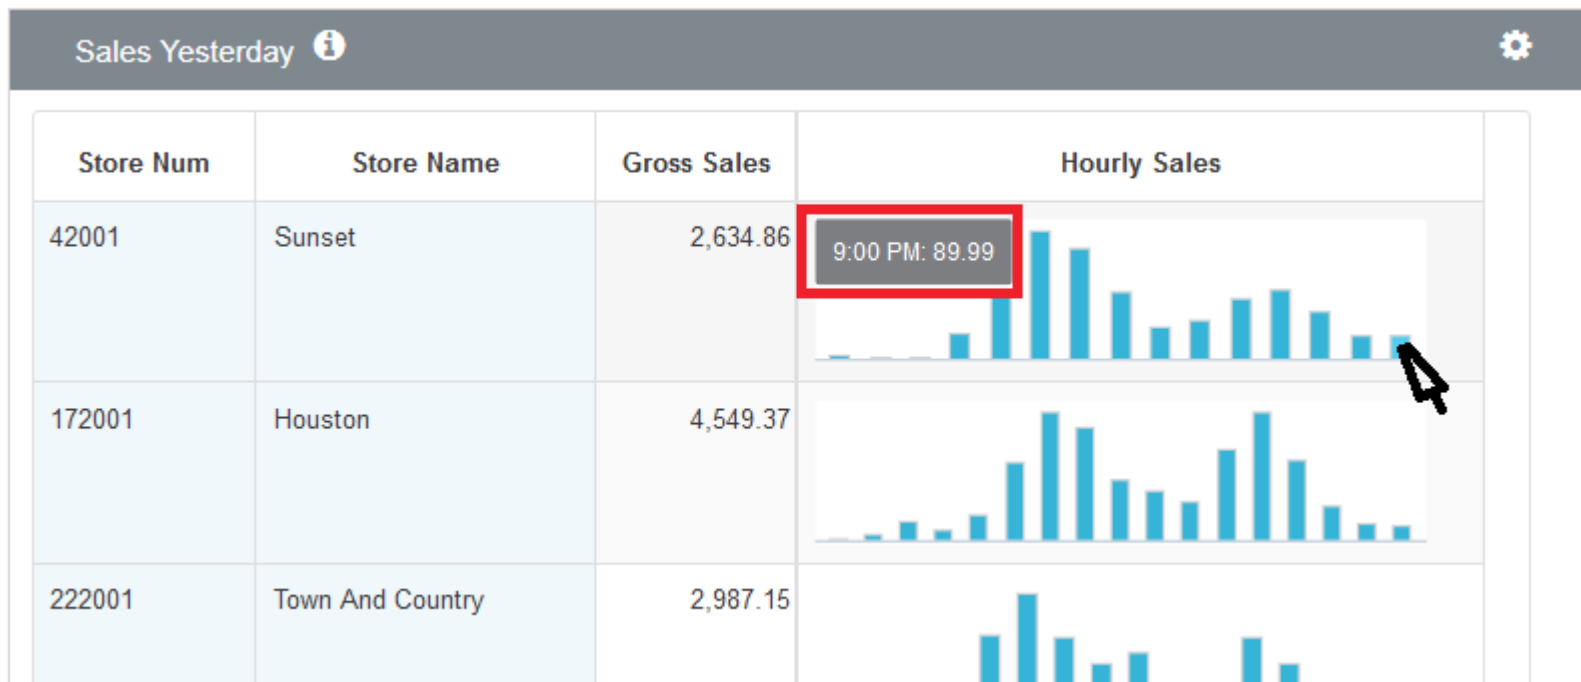 Sales Yesterday
Store Num Store Name Gross Sales Hourly Sales
42001 Sunset 2,634.86 9:00 PM: 89.99
172001 Houston 4,549.37
222001 Town And Country 2,987.15